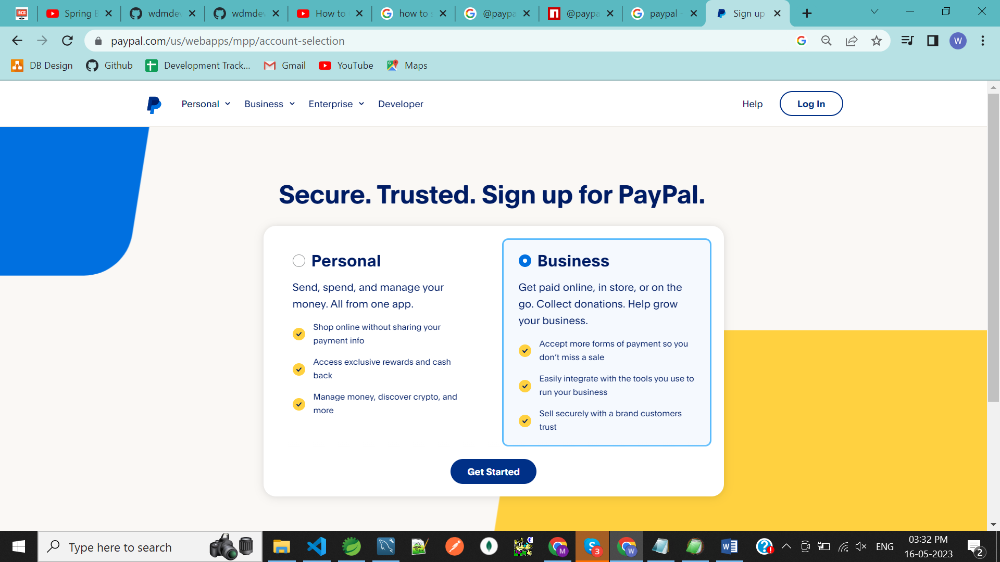 Spring B
wdmdev
wdmdev
How to
how to s
@paypa
@paypa
paypal -
Sign up
paypal.com/us/webapps/mpp/account-selection
W
DB Design
Github
Development Track...
Gmail
YouTube
Maps
Personal
Business
Enterprise
Developer
Help
Log In
Secure. Trusted. Sign up for PayPal.
Personal
Send, spend, and manage your
money. All from one app.
Shop online without sharing your
payment info
Access exclusive rewards and cash
back
Manage money, discover crypto, and
more
Business
Get paid online, in store, or on the
go. Collect donations. Help grow
your business.
Accept more forms of payment so you
don’t miss a sale
Easily integrate with the tools you use to
run your business
Sell securely with a brand customers
trust
Get Started
Type here to search
M
3
W
ENG
03:32 PM
16-05-2023
2